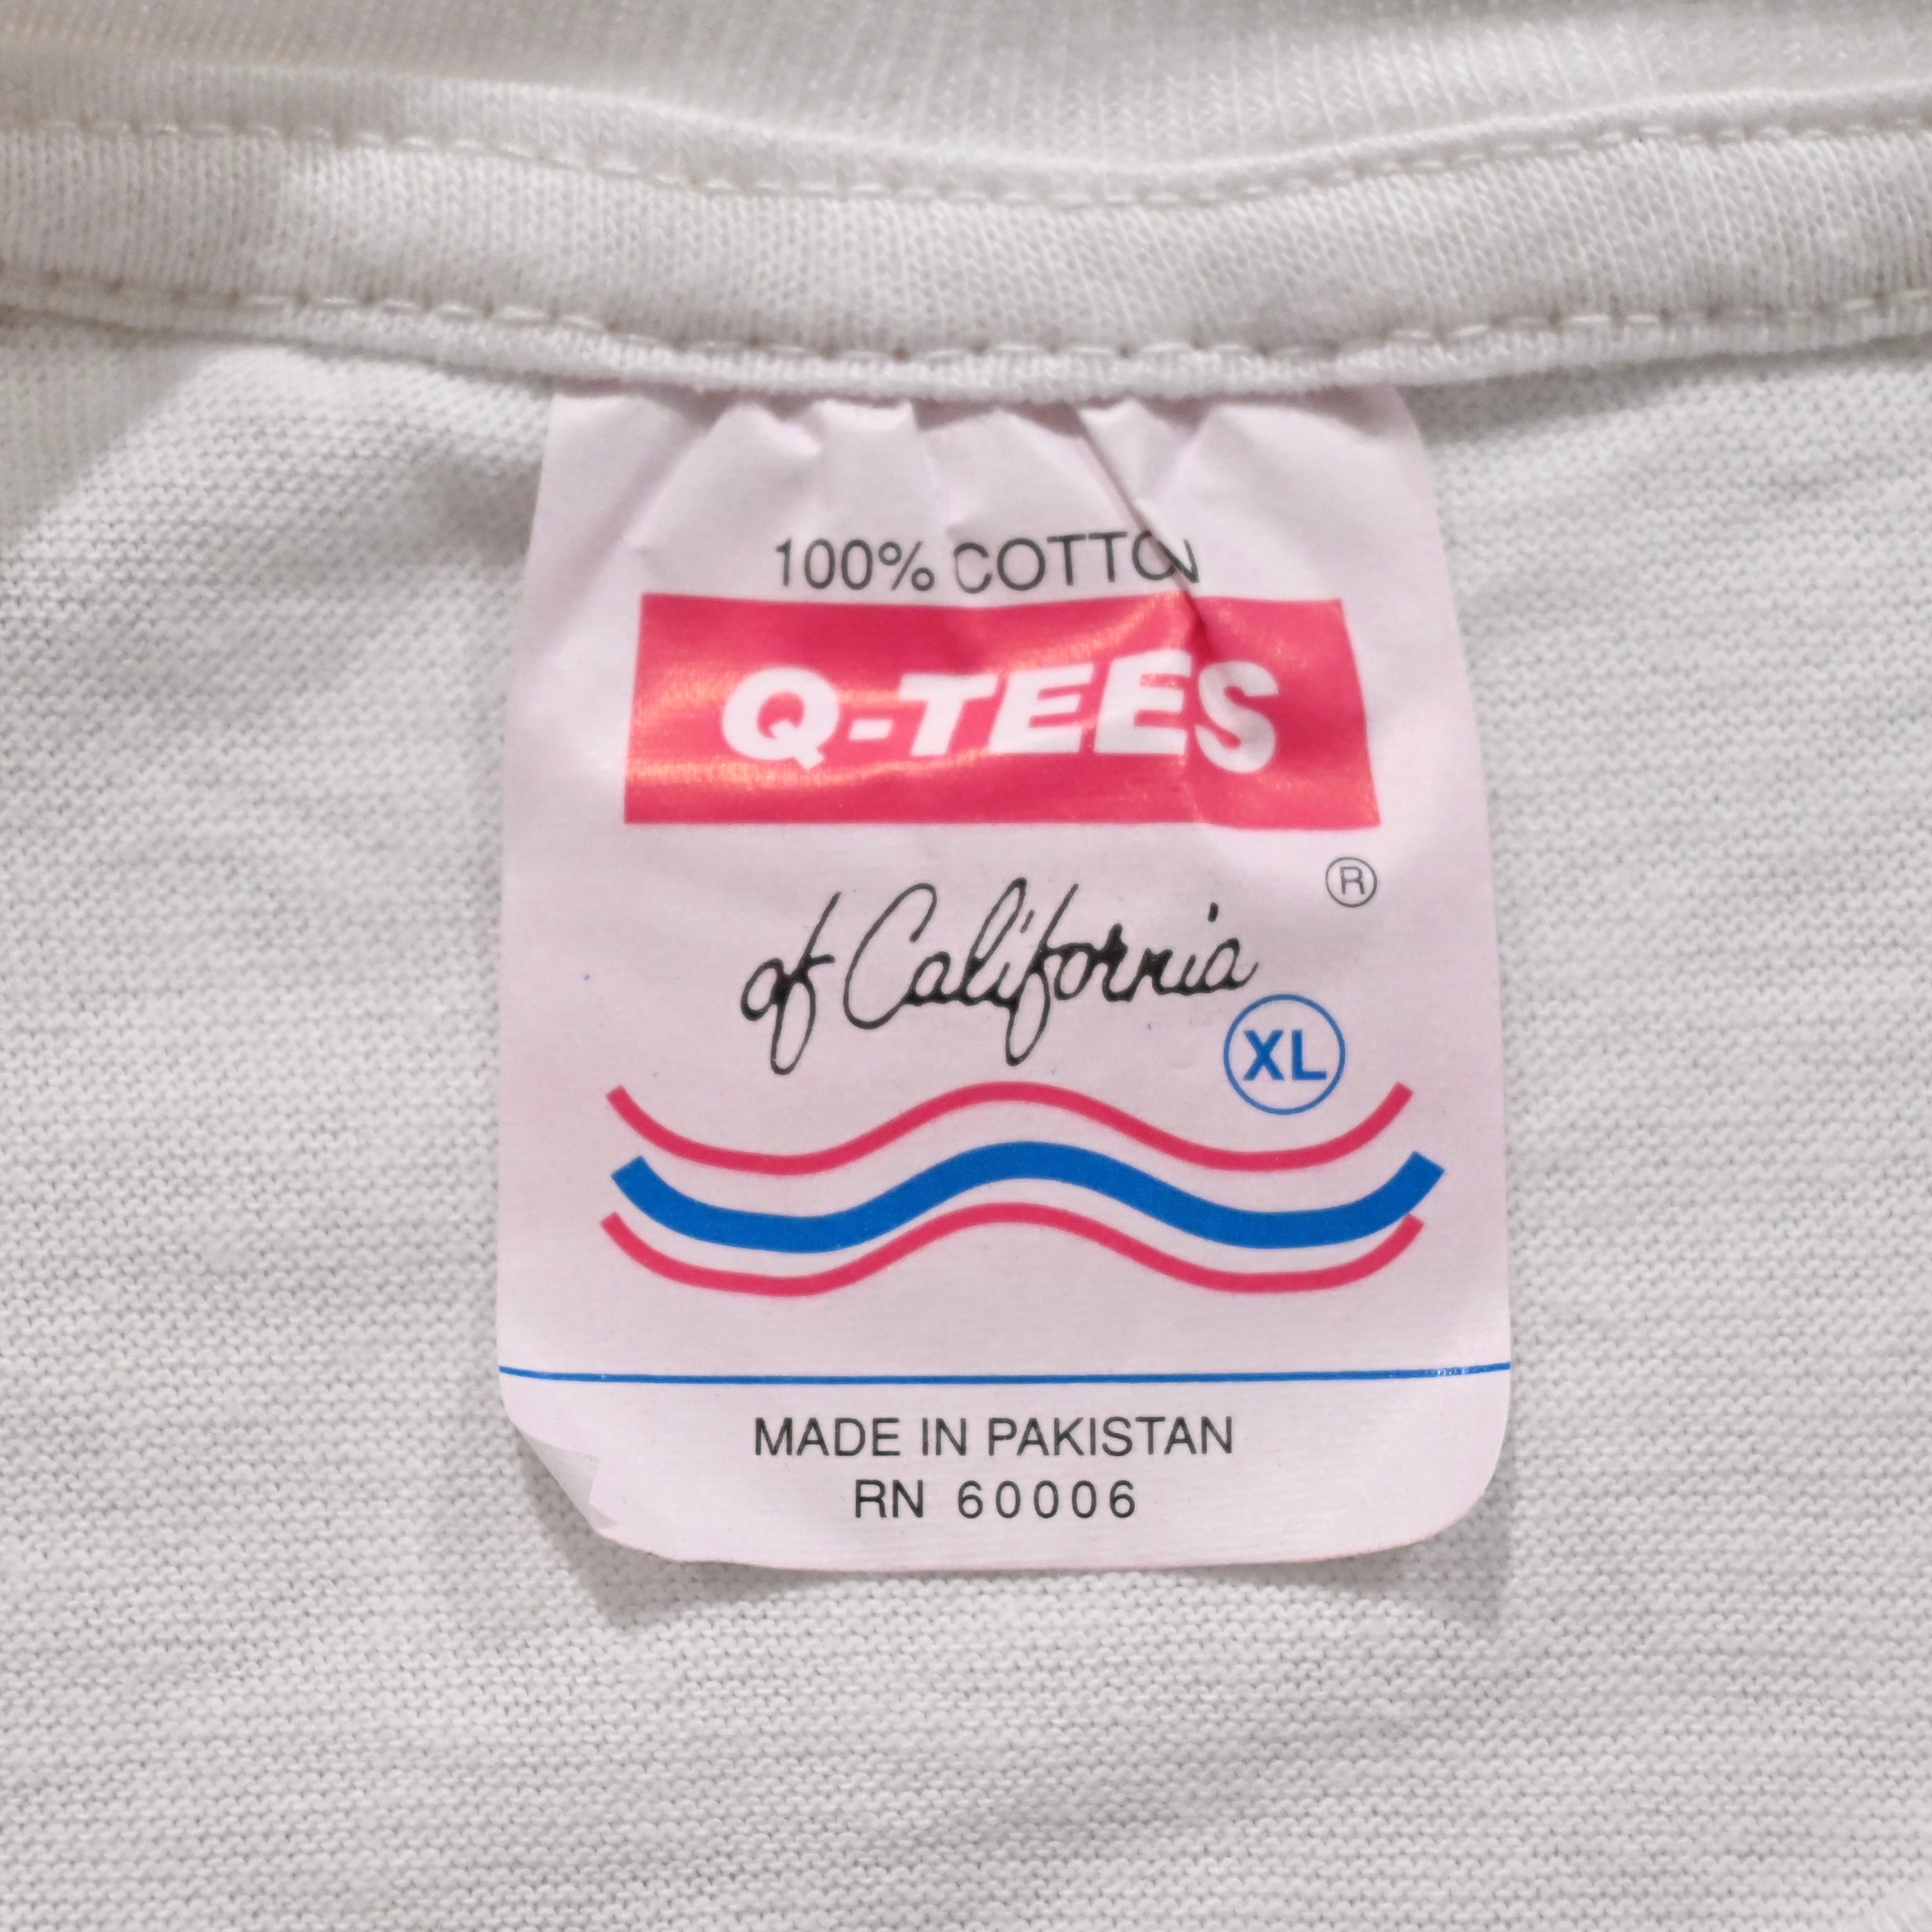 100% COTTON
Q-TEES
®
of California
XL
MADE IN PAKISTAN
RN 60006